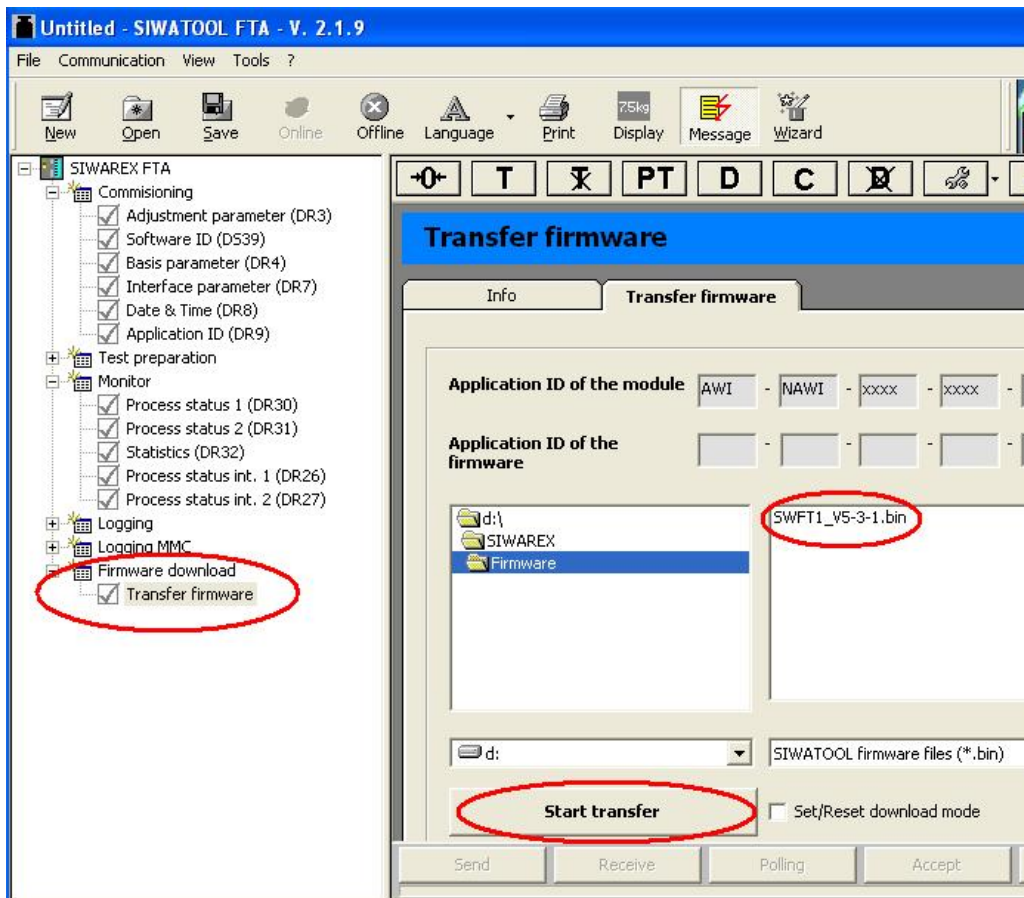 Untitled - SIWATOOL FTA - V. 2.1.9
File Communication View Tools ?
New Open Save Online Offline Language 7.5kg Print Display Message Wizard
SIWAREX FTA
Commisioning
Adjustment parameter (DR3)
Software ID (DS39)
Basis parameter (DR4)
Interface parameter (DR7)
Date & Time (DR8)
Application ID (DR9)
Test preparation
Monitor
Process status 1 (DR30)
Process status 2 (DR31)
Statistics (DR32)
Process status int. 1 (DR26)
Process status int. 2 (DR27)
Logging
Logging MMC
Firmware download
Transfer firmware
→0← T T PT D C D
Transfer firmware
Info Transfer firmware
Application ID of the module AWI - NAWI - xxxx - xxxx -
Application ID of the
firmware - - - -
d:\
SIWAREX
Firmware
SWFT1_V5-3-1.bin
d: SIWATOOL firmware files (*.bin)
Start transfer Set/Reset download mode
Send Receive Polling Accept